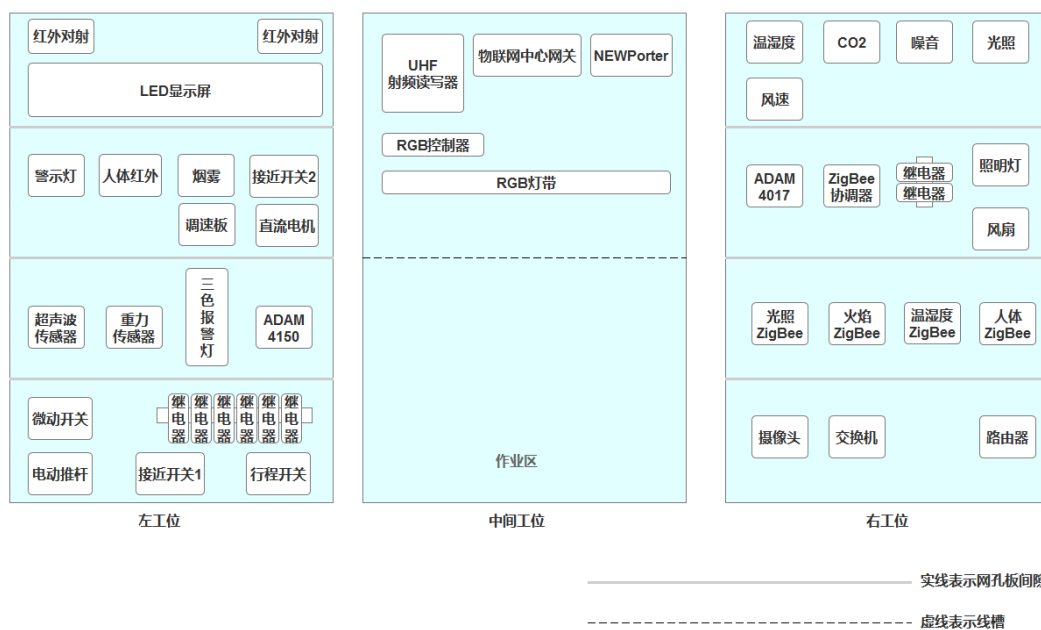 红外对射
红外对射
LED显示屏
警示灯
人体红外
烟雾
接近开关2
调速板
直流电机
超声波
传感器
重力
传感器
三
色
报
警
灯
ADAM
4150
微动开关
继
电
器
继
电
器
继
电
器
继
电
器
继
电
器
继
电
器
电动推杆
接近开关1
行程开关
左工位
UHF
射频读写器
物联网中心网关
NEWPorter
RGB控制器
RGB灯带
作业区
中间工位
温湿度
CO2
噪音
光照
风速
ADAM
4017
ZigBee
协调器
继电器
继电器
照明灯
风扇
光照
ZigBee
火焰
ZigBee
温湿度
ZigBee
人体
ZigBee
摄像头
交换机
路由器
右工位
实线表示网孔板间隙
虚线表示线槽